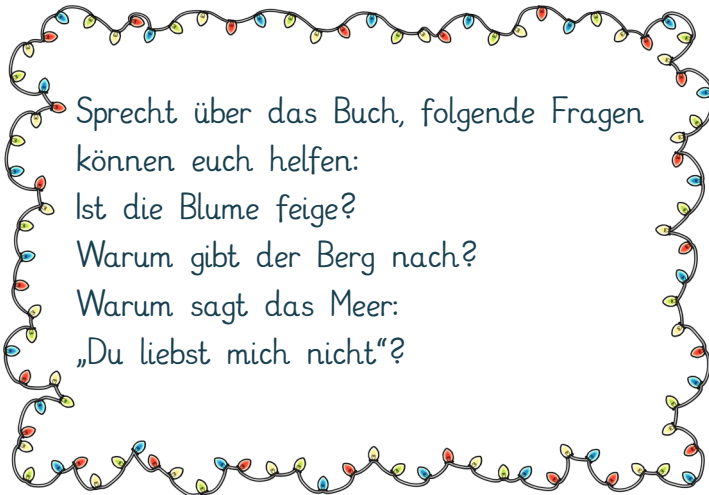 Sprecht über das Buch, folgende Fragen
können euch helfen:
Ist die Blume feige?
Warum gibt der Berg nach?
Warum sagt das Meer:
„Du liebst mich nicht“?